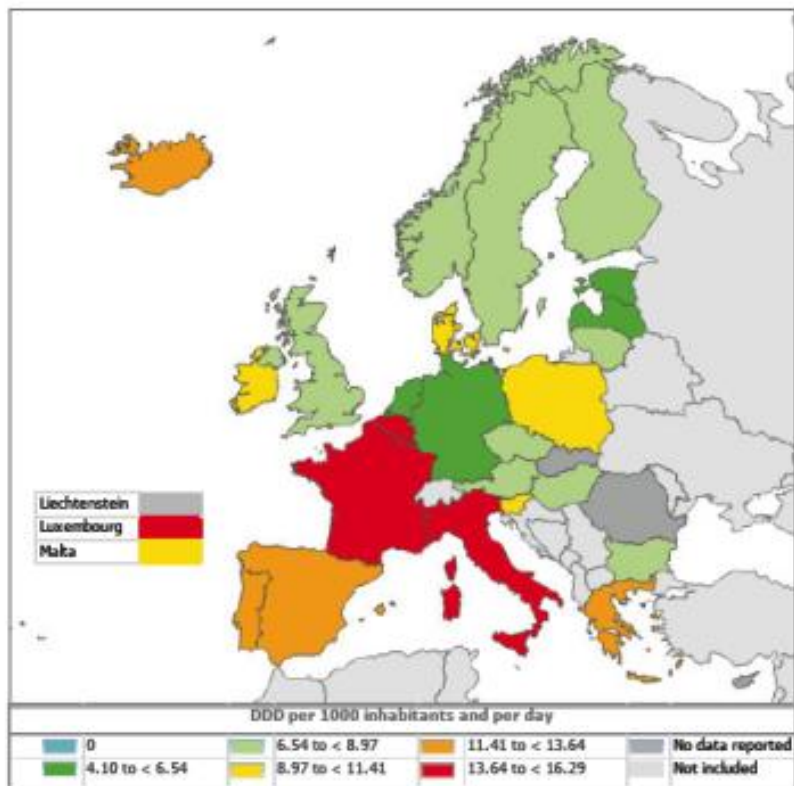 Liechtenstein
Luxembourg
Malta
DDD per 1000 inhabitants and per day
0
6.54 to < 8.97
11.41 to < 13.64
No data reported
4.10 to < 6.54
8.97 to < 11.41
13.64 to < 16.29
Not included